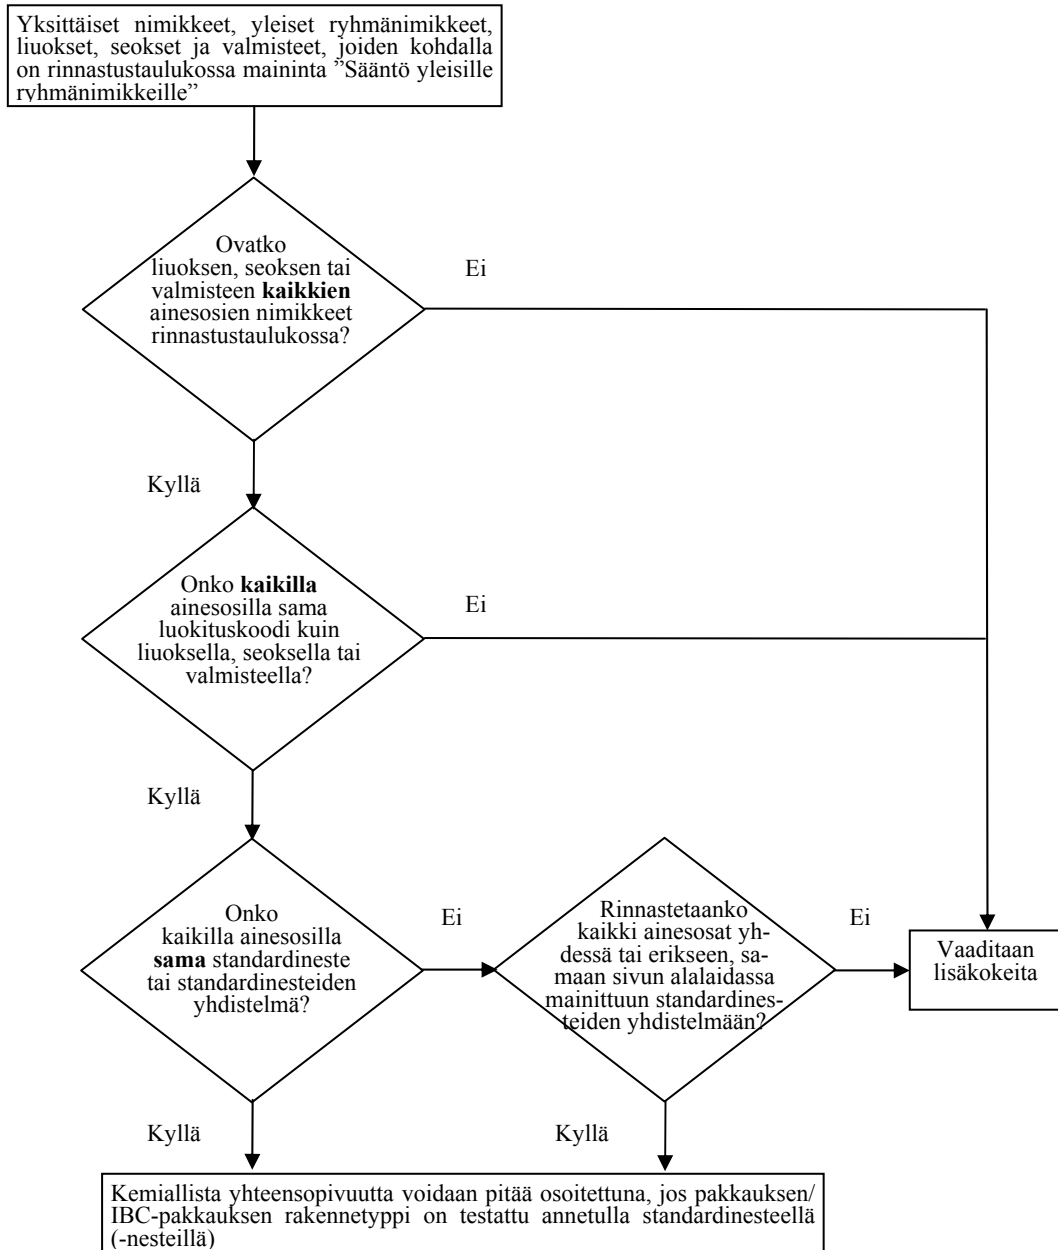 Yksittäiset nimikkeet, yleiset ryhmänimikkeet,
liuokset, seokset ja valmisteet, joiden kohdalla
on rinnastustaulukossa maininta ”Sääntö yleisille
ryhmänimikkeille”
Ovatko
liuoksen, seoksen tai
valmisteen kaikkien
ainesosien nimikkeet
rinnastustaulukossa?
Ei
Kyllä
Onko kaikilla
ainesosilla sama
luokituskoodi kuin
liuoksella, seoksella tai
valmisteella?
Ei
Kyllä
Onko
kaikilla ainesosilla
sama standardineste
tai standardinesteiden
yhdistelmä?
Ei
Rinnastetaanko
kaikki ainesosat yh-
dessä tai erikseen, sa-
maan sivun alalaidassa
mainittuun standardines-
teiden yhdistelmään?
Ei
Vaaditaan
lisäkokeita
Kyllä
Kyllä
Kemiallista yhteensopivuutta voidaan pitää osoitettuna, jos pakkauksen/
IBC-pakkauksen rakennetyppi on testattu annetulla standardinesteellä
(-nesteillä)